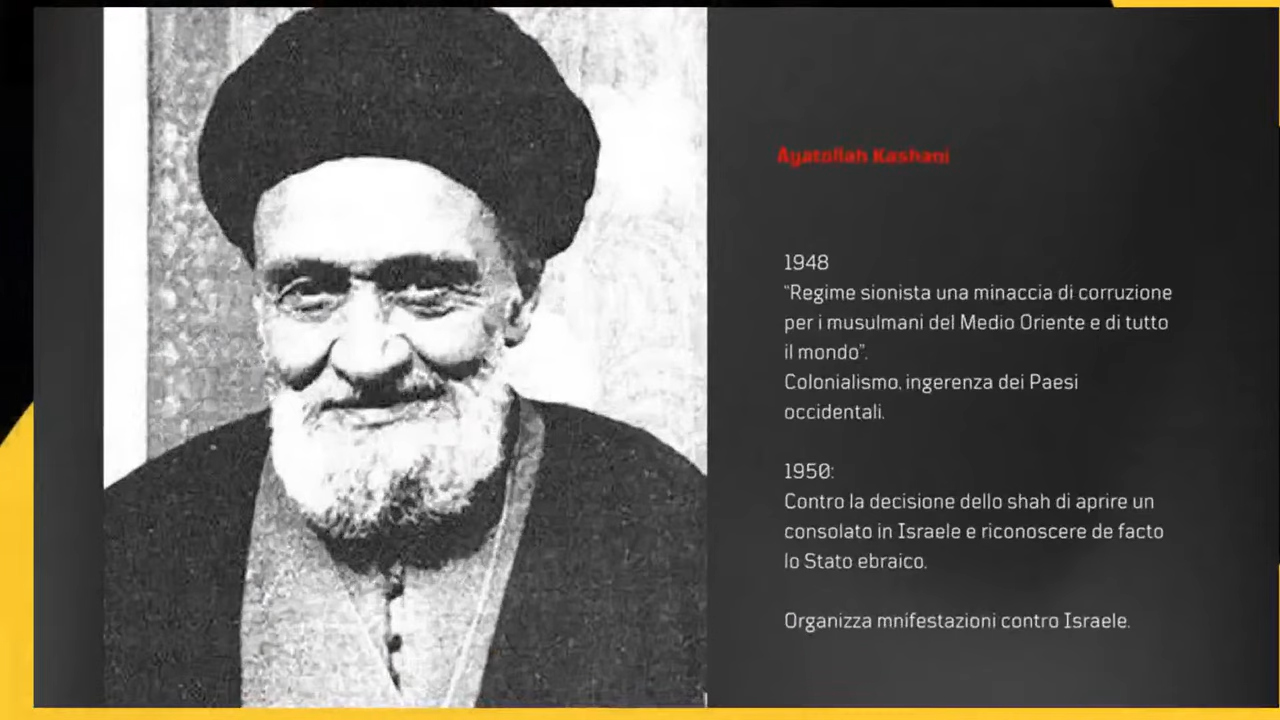 Ayatollah Kashani
1948
"Regime sionista una minaccia di corruzione
per i musulmani del Medio Oriente e di tutto
il mondo".
Colonialismo, ingerenza dei Paesi
occidentali.
1950:
Contro la decisione dello shah di aprire un
consolato in Israele e riconoscere de facto
lo Stato ebraico.
Organizza mnifestazioni contro Israele.